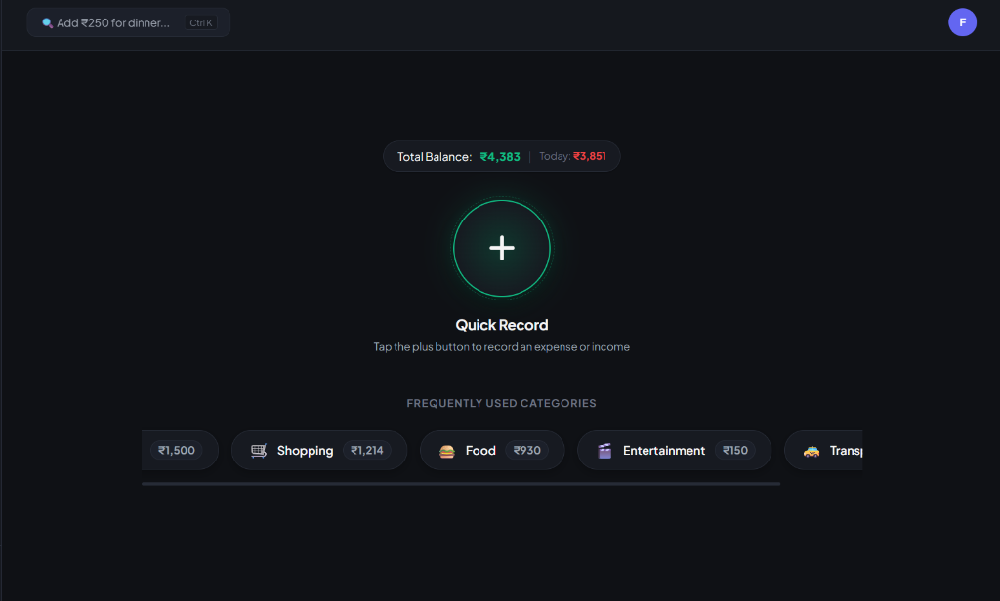 Add ₹250 for dinner... Ctrl K
F
Total Balance: ₹4,383 | Today: ₹3,851
Quick Record
Tap the plus button to record an expense or income
FREQUENTLY USED CATEGORIES
₹1,500 Shopping ₹1,214 Food ₹930 Entertainment ₹150 Transp